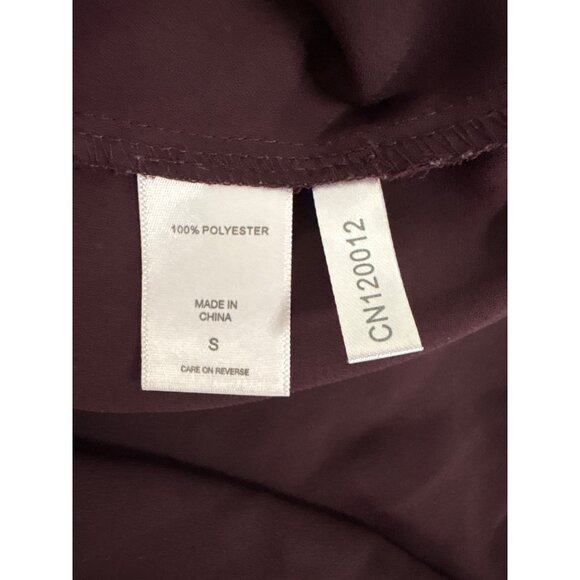 100% POLYESTER
MADE IN
CHINA
S
CARE ON REVERSE
CN120012